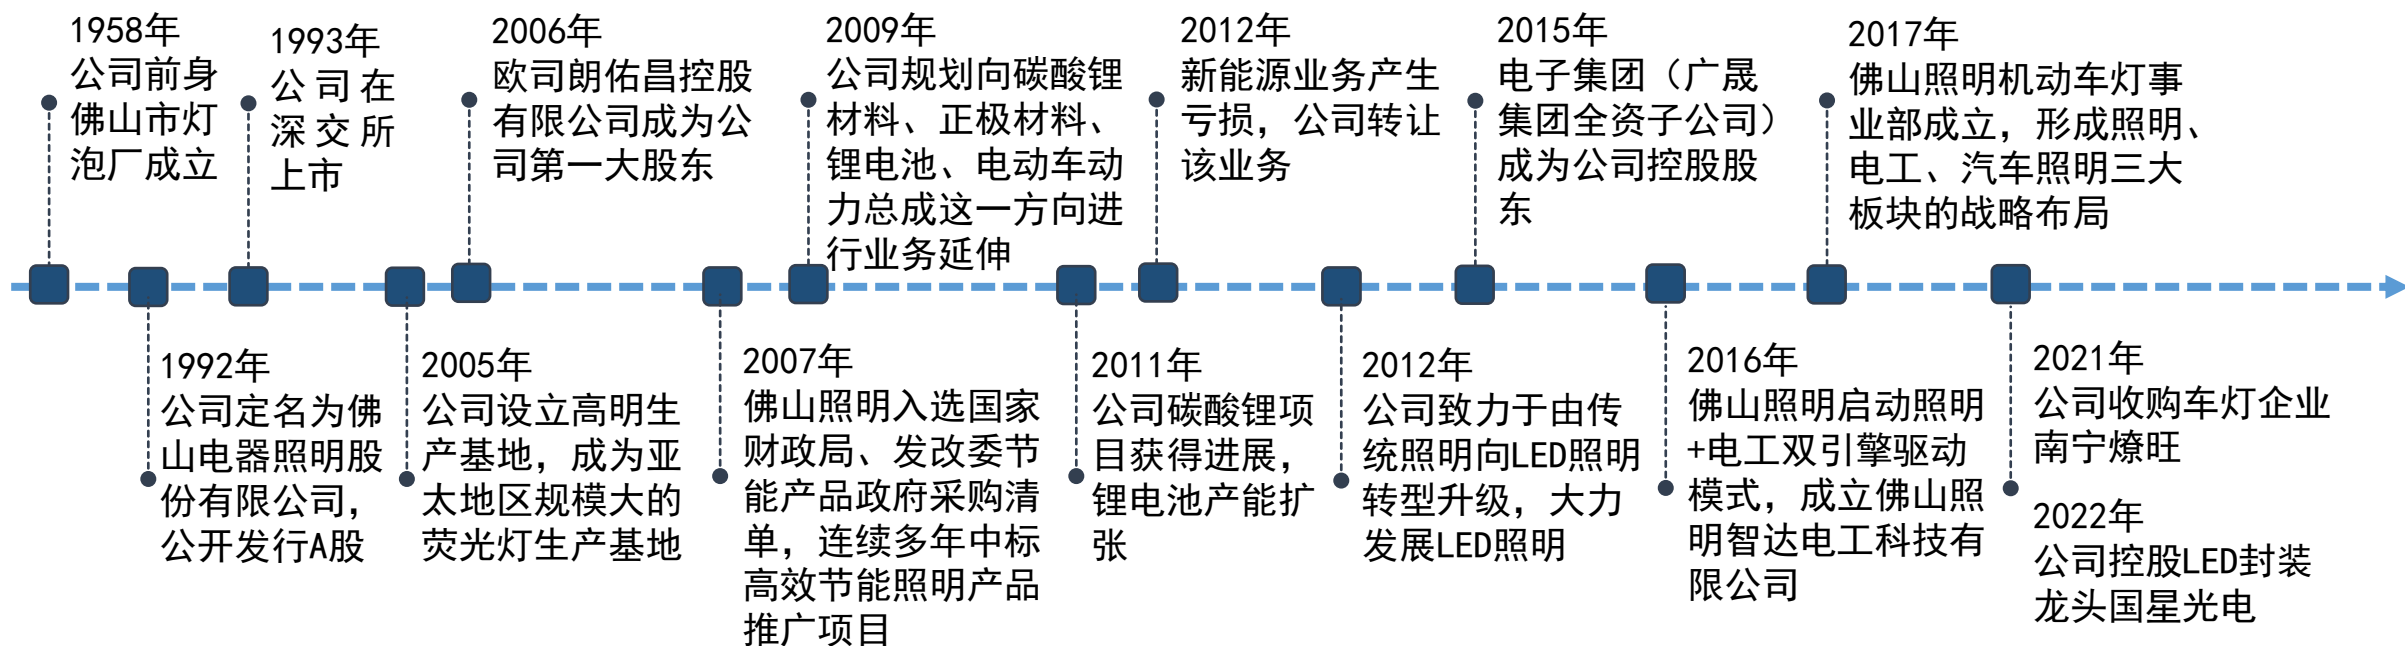 1958年
公司前身
佛山市灯
泡厂成立
1993年
公司在
深交所
上市
2006年
欧司朗佑昌控股
有限公司成为公
司第一大股东
2009年
公司规划向碳酸锂
材料、正极材料、
锂电池、电动车动
力总成这一方向进
行业务延伸
2012年
新能源业务产生
亏损，公司转让
该业务
2015年
电子集团（广晟
集团全资子公司）
成为公司控股股
东
2017年
佛山照明机动车灯事
业部成立，形成照明、
电工、汽车照明三大
板块的战略布局
1992年
公司定名为佛
山电器照明股
份有限公司，
公开发行A股
2005年
公司设立高明生
产基地，成为亚
太地区规模大的
荧光灯生产基地
2007年
佛山照明入选国家
财政局、发改委节
能产品政府采购清
单，连续多年中标
高效节能照明产品
推广项目
2011年
公司碳酸锂项
目获得进展，
锂电池产能扩
张
2012年
公司致力于由传
统照明向LED照明
转型升级，大力
发展LED照明
2016年
佛山照明启动照明
+电工双引擎驱动
模式，成立佛山照
明智达电工科技有
限公司
2021年
公司收购车灯企业
南宁燎旺
2022年
公司控股LED封装
龙头国星光电